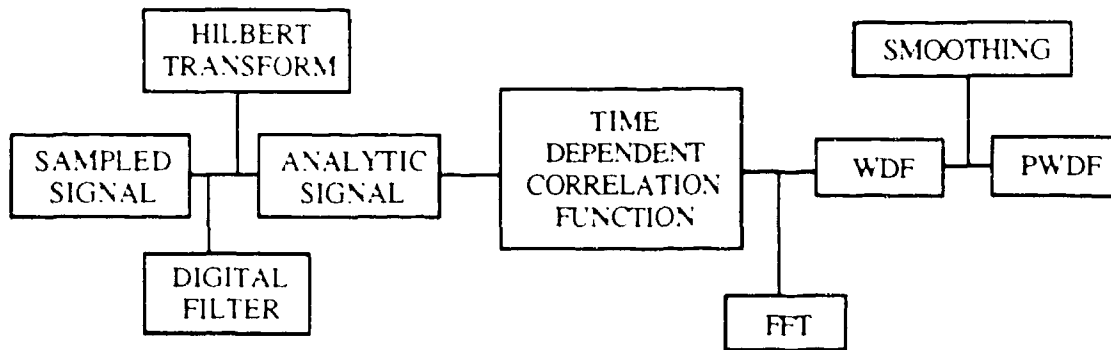 HILBERT
TRANSFORM
SMOOTHING
SAMPLED
SIGNAL
ANALYTIC
SIGNAL
TIME
DEPENDENT
CORRELATION
FUNCTION
WDF
PWDF
DIGITAL
FILTER
FFT